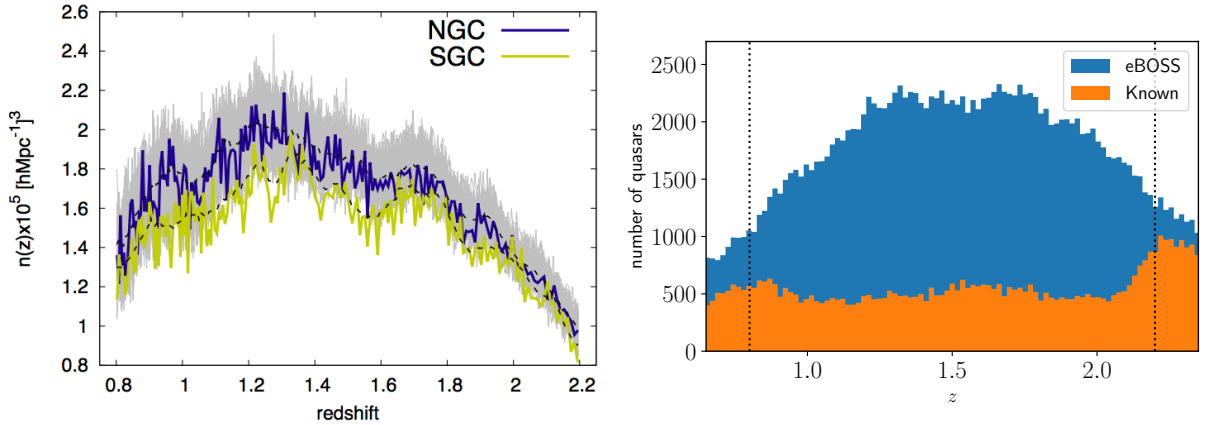 2.6
2.4
2.2
2
1.8
1.6
1.4
1.2
1
0.8
n(z)x10⁵ [hMpc⁻¹]³
NGC
SGC
0.8 1 1.2 1.4 1.6 1.8 2 2.2
redshift
2500
2000
1500
1000
500
0
number of quasars
eBOSS
Known
1.0 1.5 2.0
z